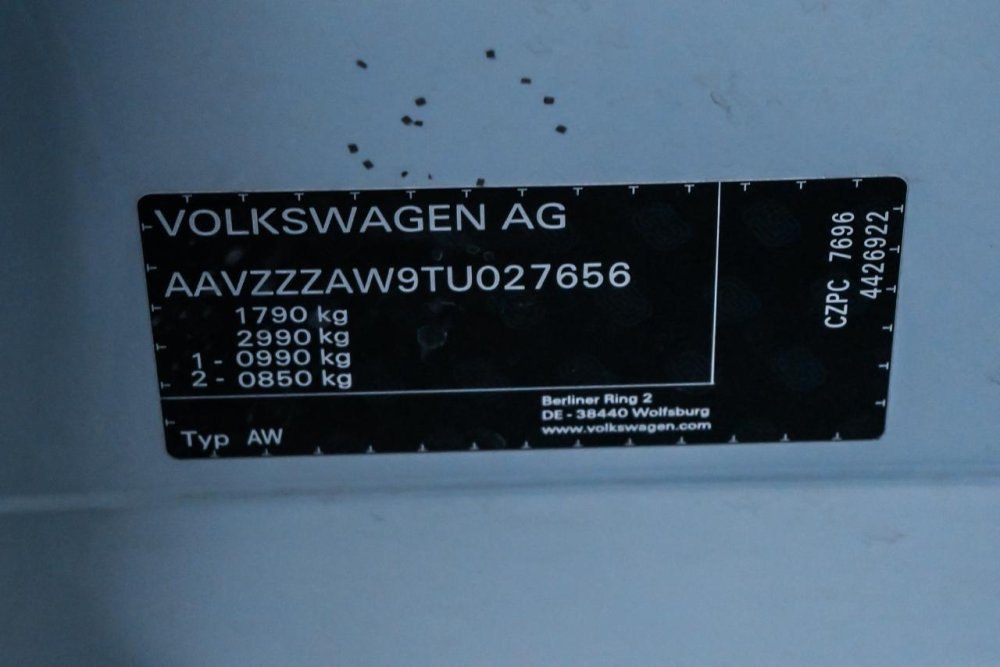 VOLKSWAGEN AG
AAVZZZAW9TU027656
1790 kg
2990 kg
1 - 0990 kg
2 - 0850 kg
Typ AW
Berliner Ring 2
DE - 38440 Wolfsburg
www.volkswagen.com
CZPC 7696
4426922